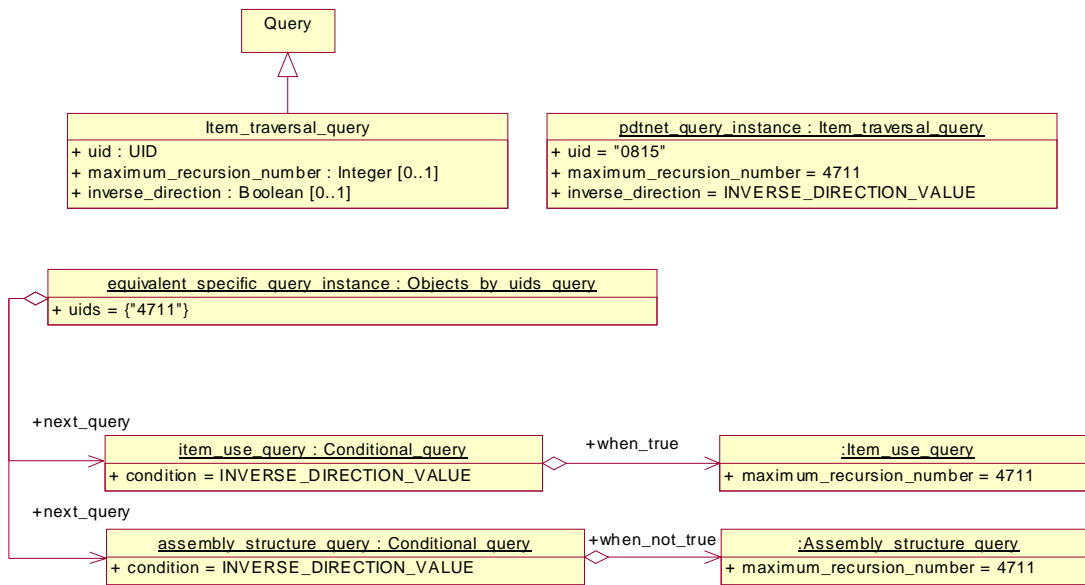 Query
Item_traversal_query
+ uid : UID
+ maximum_recursion_number : Integer [0..1]
+ inverse_direction : Boolean [0..1]
pdtnet_query_instance : Item_traversal_query
+ uid = "0815"
+ maximum_recursion_number = 4711
+ inverse_direction = INVERSE_DIRECTION_VALUE
equivalent_specific_query_instance : Objects_by_uids_query
+ uids = {"4711"}
+next_query
item_use_query : Conditional_query
+ condition = INVERSE_DIRECTION_VALUE
+when_true
:Item_use_query
+ maximum_recursion_number = 4711
+next_query
assembly_structure_query : Conditional_query
+ condition = INVERSE_DIRECTION_VALUE
+when_not_true
:Assembly_structure_query
+ maximum_recursion_number = 4711